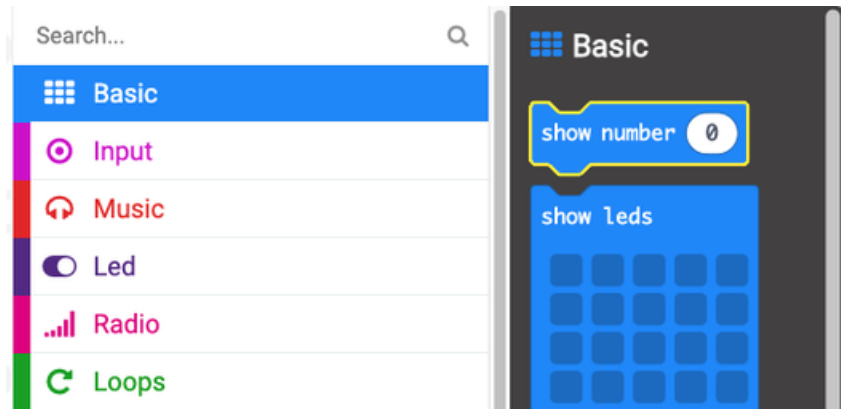 Search...
Basic
Input
Music
Led
Radio
Loops
Basic
show number 0
show leds